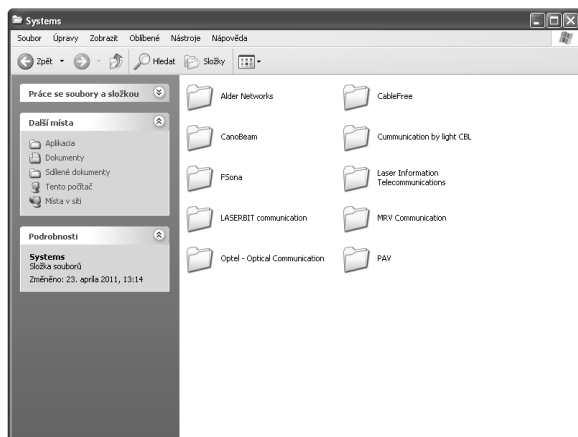 Systems
Soubor Úpravy Zobrazit Oblíbené Nástroje Nápověda
Zpět Hledat Složky
Práce se soubory a složkou
Další místa
Aplikacia
Dokumenty
Sdílené dokumenty
Tento počítač
Místa v síti
Podrobnosti
Systems
Složka souborů
Změněno: 23. apríla 2011, 13:14
Alder Networks
CableFree
CanoBeam
Cummunication by light CBL
FSona
Laser Information
Telecommunications
LASERBIT communication
MRV Communication
Optel - Optical Communication
PAV